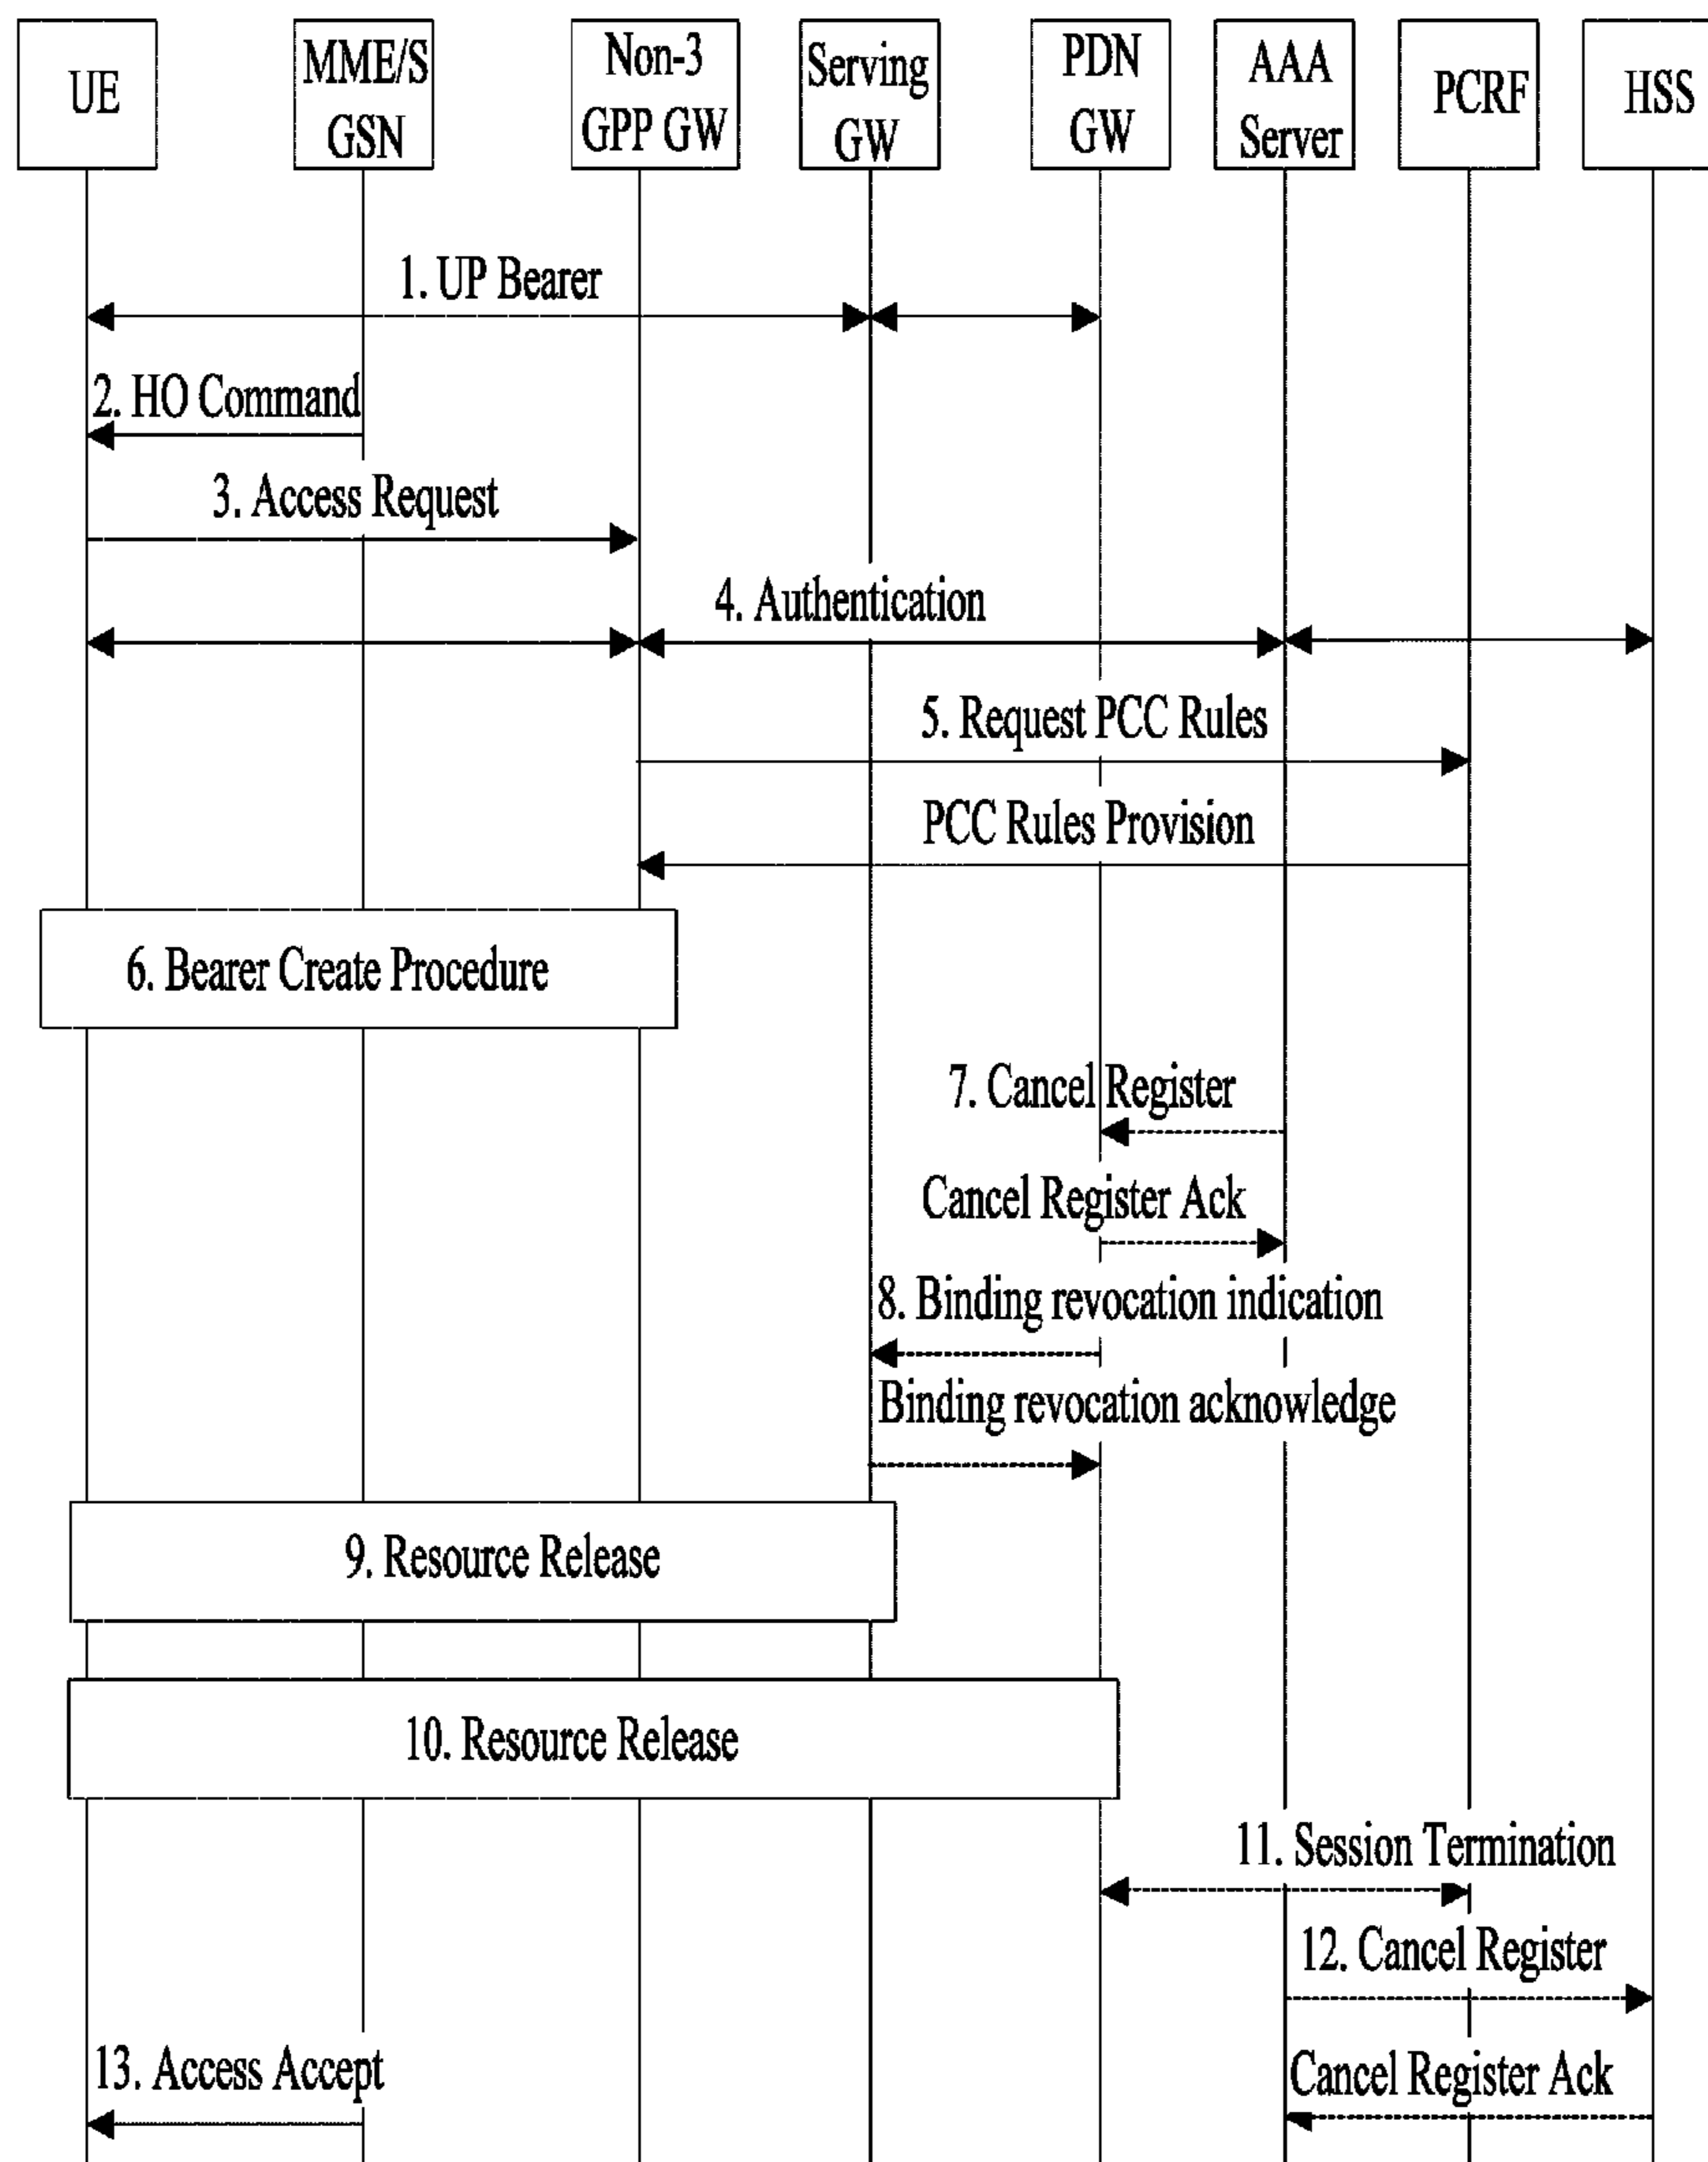 UE
MME/S
GSN
Non-3
GPP GW
Serving
GW
PDN
GW
AAA
Server
PCRF
HSS
1. UP Bearer
2. HO Command
3. Access Request
4. Authentication
5. Request PCC Rules
PCC Rules Provision
6. Bearer Create Procedure
7. Cancel Register
Cancel Register Ack
8. Binding revocation indication
Binding revocation acknowledge
9. Resource Release
10. Resource Release
11. Session Termination
12. Cancel Register
13. Access Accept
Cancel Register Ack